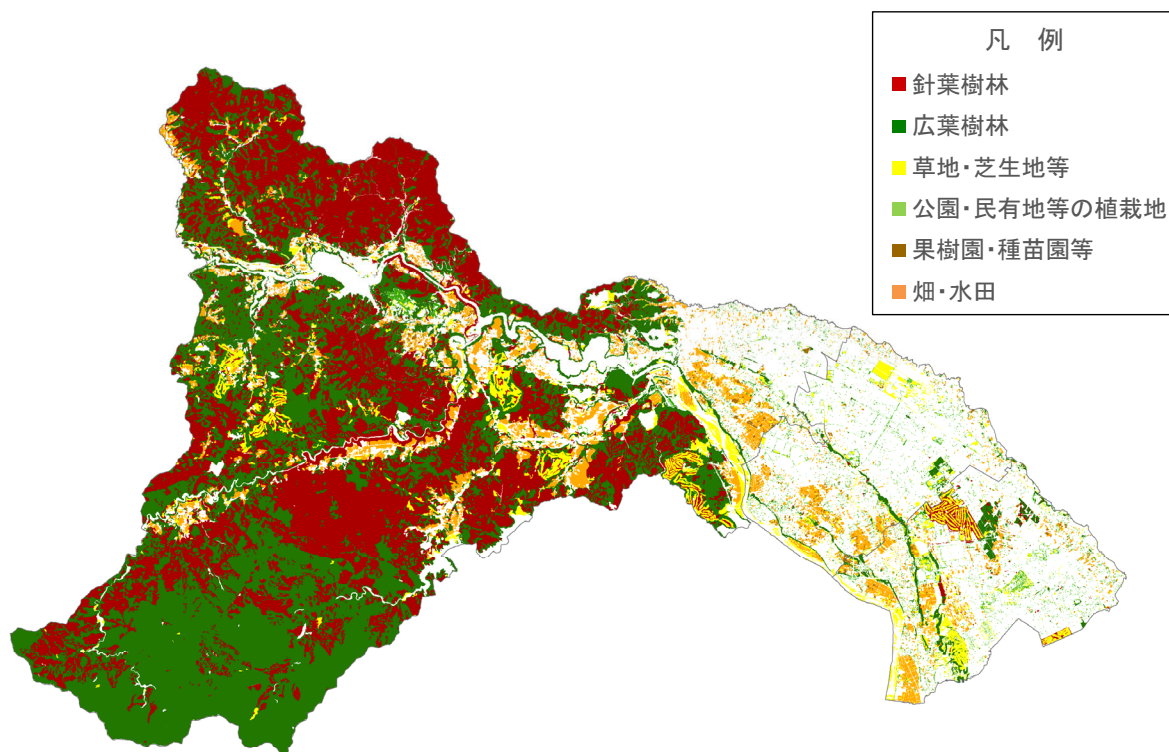 凡 例
針葉樹林
広葉樹林
草地・芝生地等
公園・民有地等の植栽地
果樹園・種苗園等
畑・水田